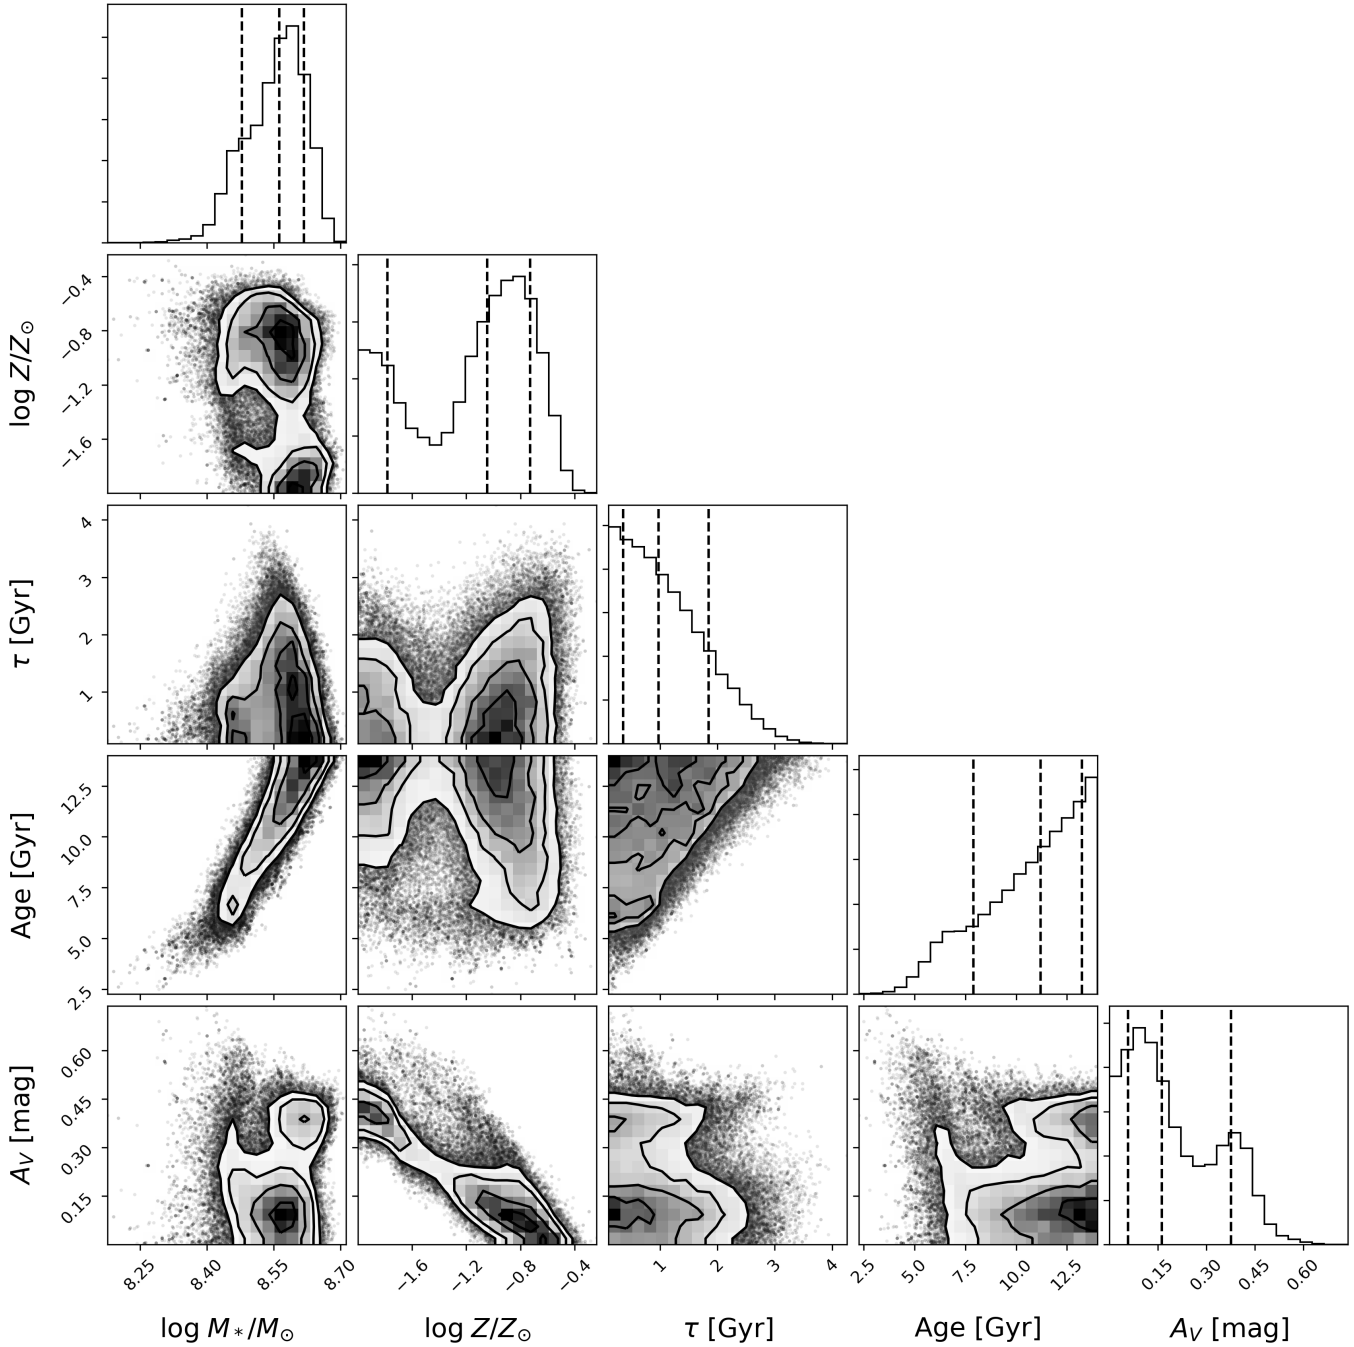 log Z/Z⊙
−0.4
−0.8
−1.2
−1.6
τ [Gyr]
4
3
2
1
Age [Gyr]
12.5
10.0
7.5
5.0
2.5
A_V [mag]
0.60
0.45
0.30
0.15
8.25 8.40 8.55 8.70 −1.6 −1.2 −0.8 −0.4 1 2 3 4 2.5 5.0 7.5 10.0 12.5 0.15 0.30 0.45 0.60
log M_*/M⊙ log Z/Z⊙ τ [Gyr] Age [Gyr] A_V [mag]